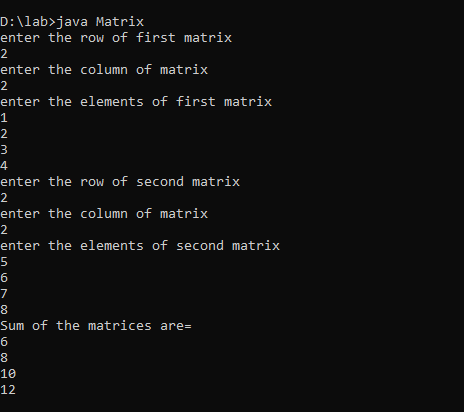 D:\lab>java Matrix
enter the row of first matrix
2
enter the column of matrix
2
enter the elements of first matrix
1
2
3
4
enter the row of second matrix
2
enter the column of matrix
2
enter the elements of second matrix
5
6
7
8
Sum of the matrices are=
6
8
10
12